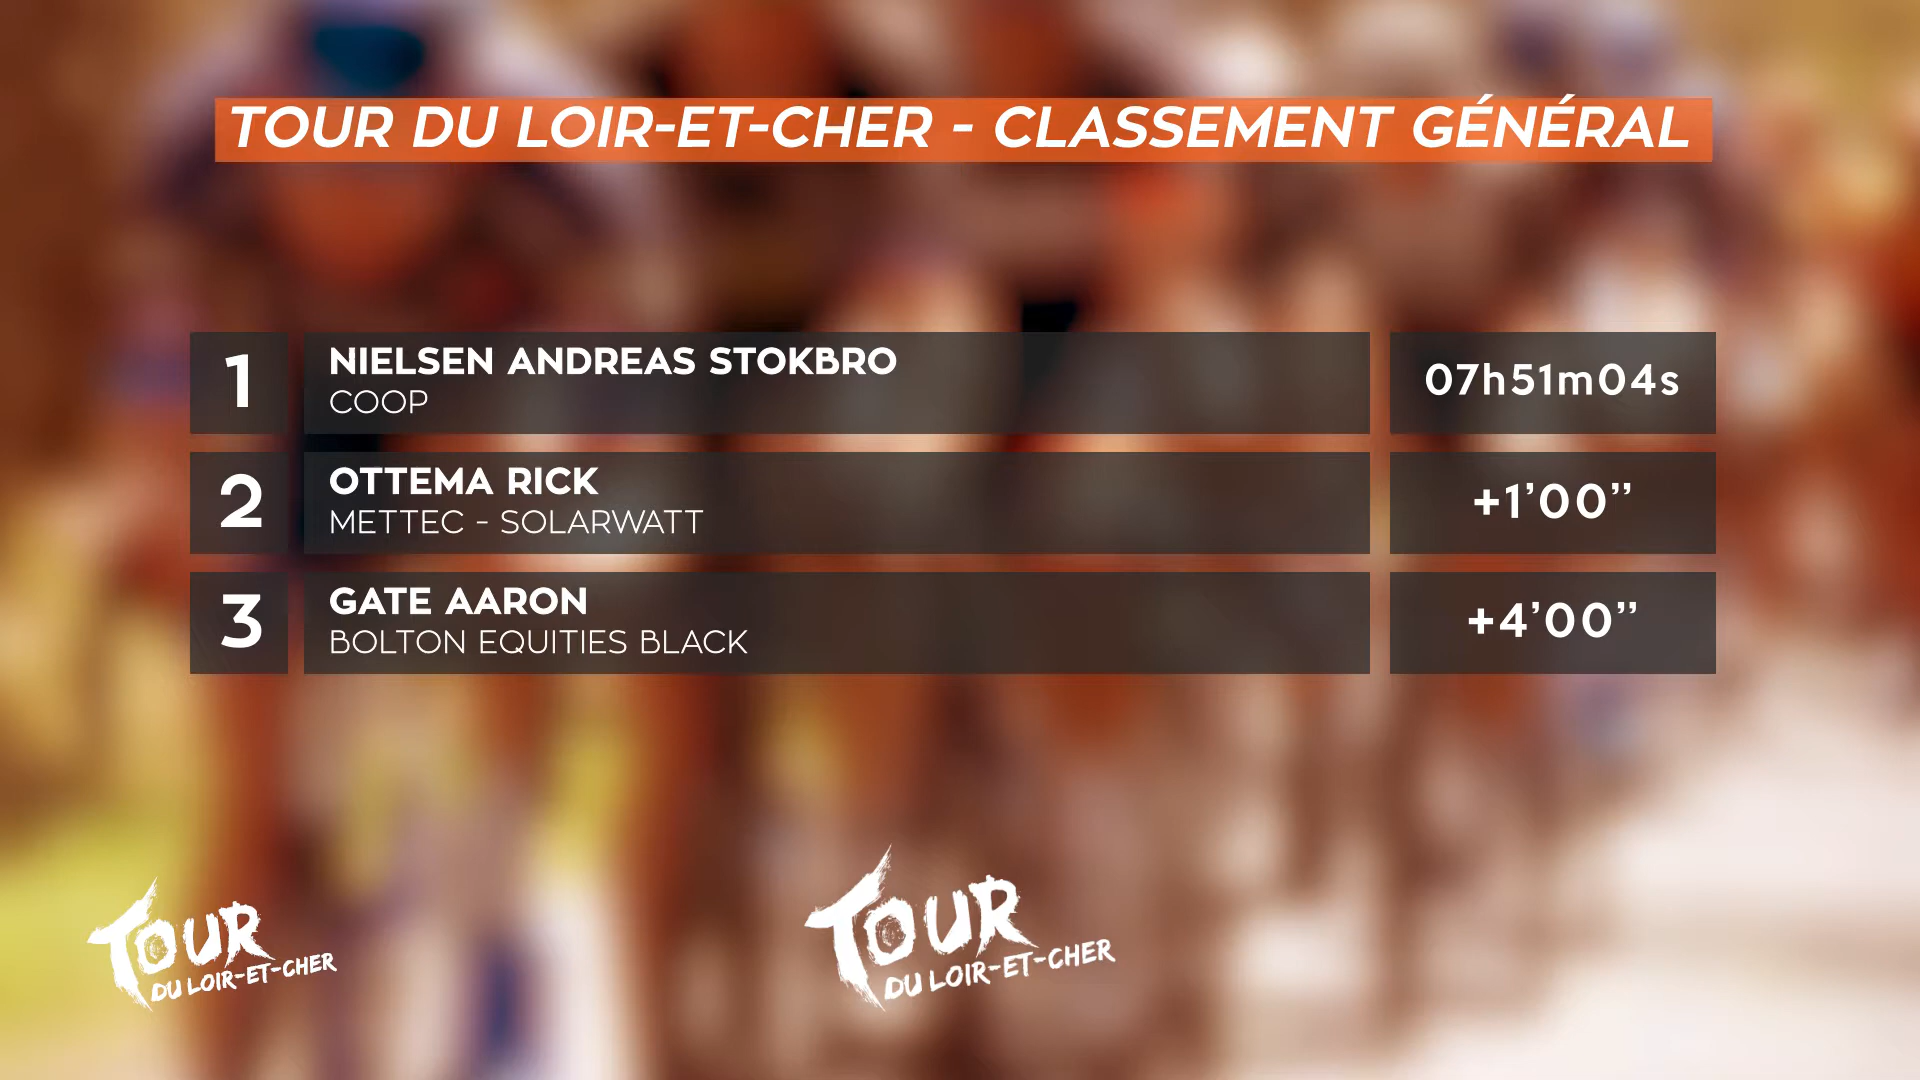 TOUR DU LOIR-ET-CHER - CLASSEMENT GÉNÉRAL
1
NIELSEN ANDREAS STOKBRO
COOP
07h51m04s
2
OTTEMA RICK
METTEC - SOLARWATT
+1’00’’
3
GATE AARON
BOLTON EQUITIES BLACK
+4’00’’
TOUR
DU LOIR-ET-CHER
TOUR
DU LOIR-ET-CHER